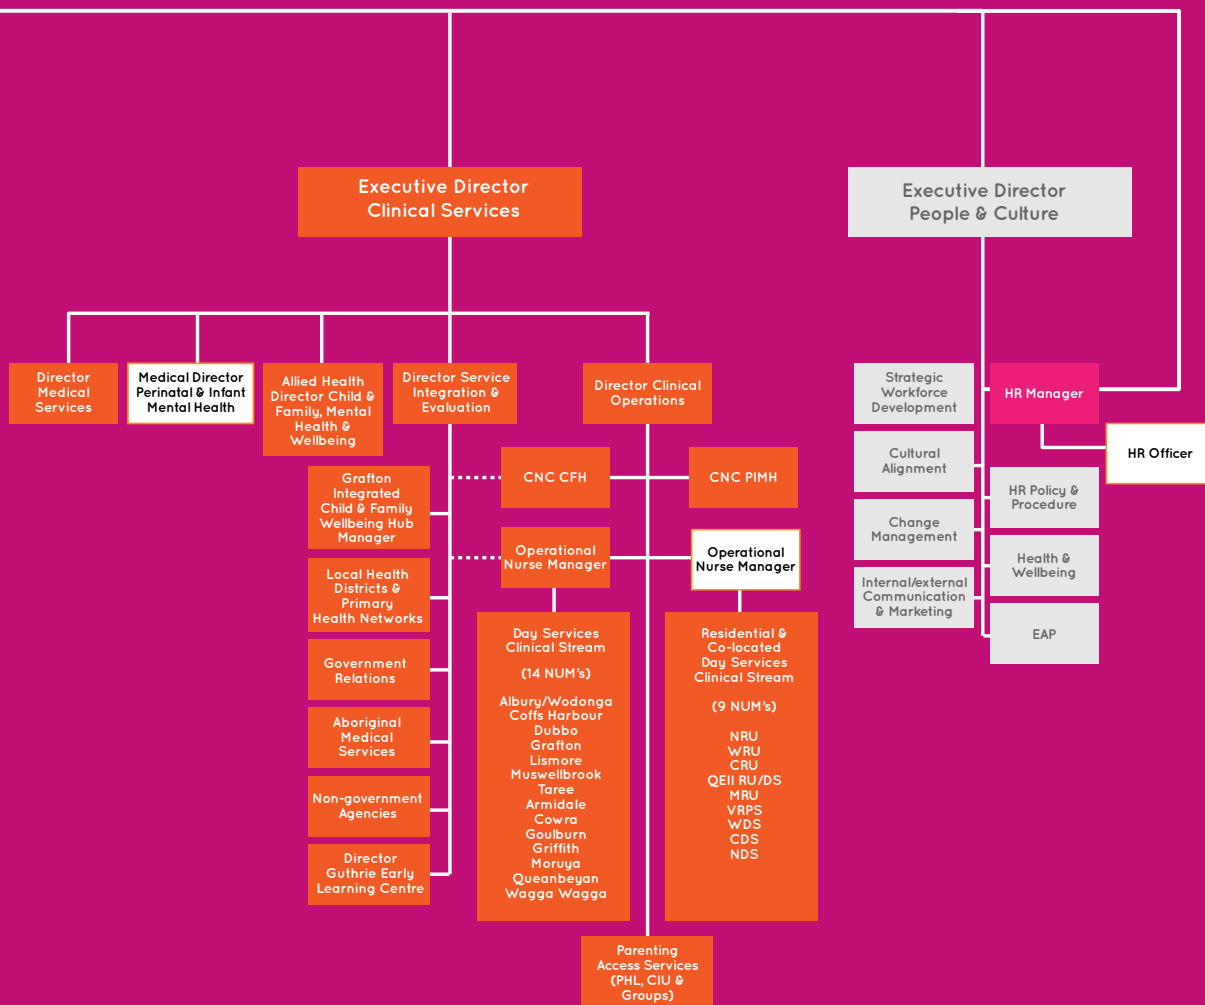 Executive Director
Clinical Services
Executive Director
People & Culture
Director
Medical
Services
Medical Director
Perinatal & Infant
Mental Health
Allied Health
Director Child &
Family, Mental
Health &
Wellbeing
Director Service
Integration &
Evaluation
Director Clinical
Operations
Grafton
Integrated
Child & Family
Wellbeing Hub
Manager
Local Health
Districts &
Primary
Health Networks
Government
Relations
Aboriginal
Medical
Services
Non-government
Agencies
Director
Guthrie Early
Learning Centre
CNC CFH
CNC PIMH
Operational
Nurse Manager
Operational
Nurse Manager
Day Services
Clinical Stream
(14 NUM's)
Albury/Wodonga
Coffs Harbour
Dubbo
Grafton
Lismore
Muswellbrook
Taree
Armidale
Cowra
Goulburn
Griffith
Moruya
Queanbeyan
Wagga Wagga
Residential &
Co-located
Day Services
Clinical Stream
(9 NUM's)
NRU
WRU
CRU
QEII RU/DS
MRU
VRPS
WDS
CDS
NDS
Parenting
Access Services
(PHL, CIU &
Groups)
Strategic
Workforce
Development
Cultural
Alignment
Change
Management
Internal/external
Communication
& Marketing
HR Manager
HR Officer
HR Policy &
Procedure
Health &
Wellbeing
EAP